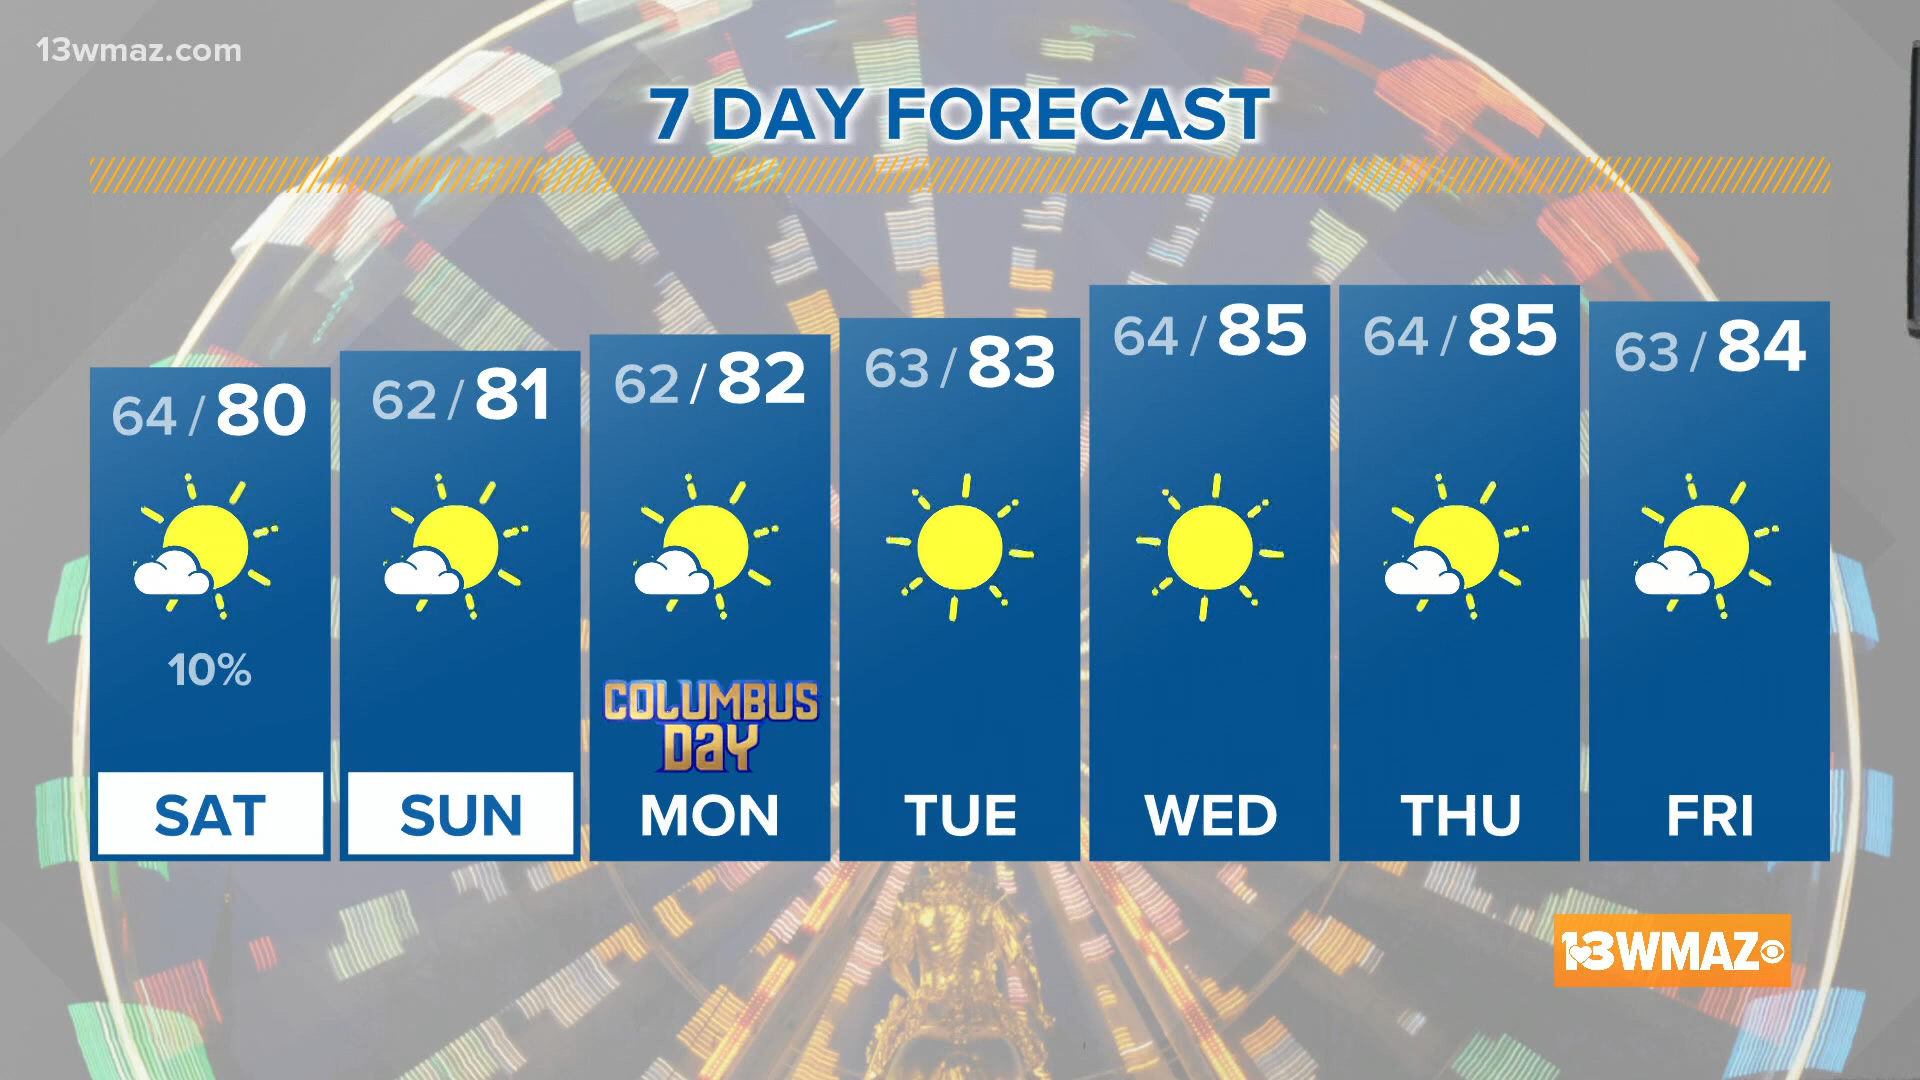 13wmaz.com
7 DAY FORECAST
64 / 80
62 / 81
62 / 82
63 / 83
64 / 85
64 / 85
63 / 84
10%
COLUMBUS
DAY
SAT
SUN
MON
TUE
WED
THU
FRI
13WMAZ